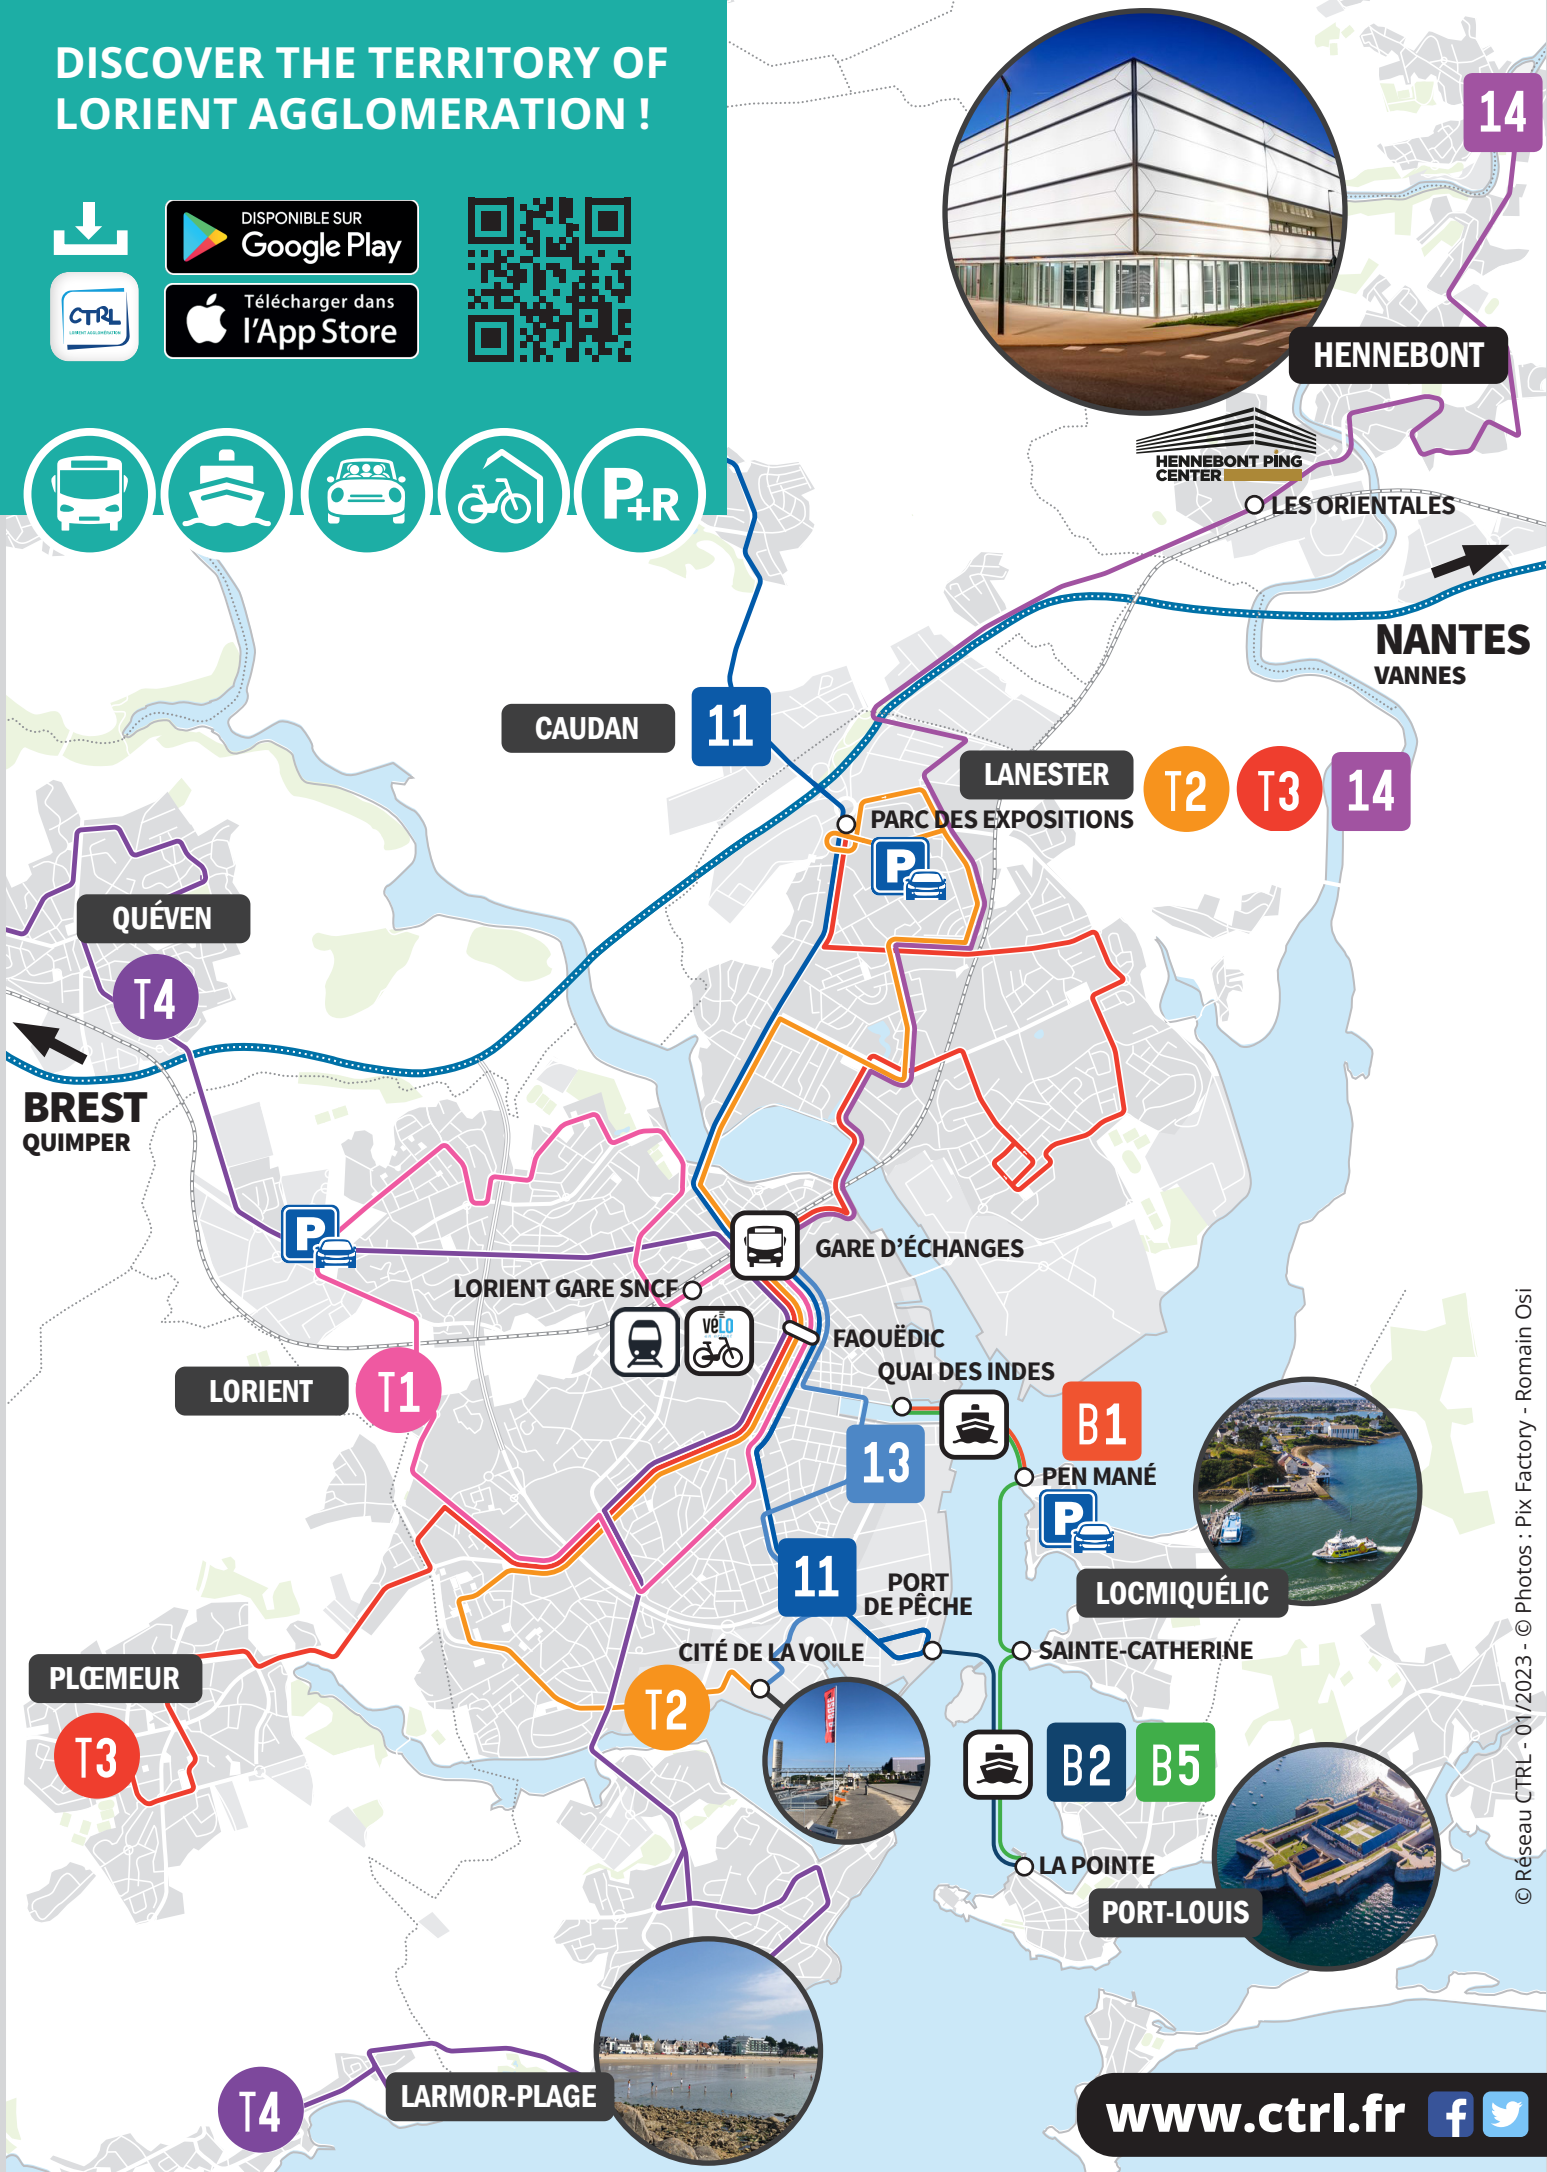 DISCOVER THE TERRITORY OF
LORIENT AGGLOMERATION !
DISPONIBLE SUR
Google Play
CTRL
LORIENT AGGLOMÉRATION
Télécharger dans
l'App Store
P+R
14
HENNEBONT
HENNEBONT PING
CENTER
LES ORIENTALES
NANTES
VANNES
CAUDAN
11
LANESTER
T2
T3
14
PARC DES EXPOSITIONS
P
QUÉVEN
T4
BREST
QUIMPER
P
GARE D'ÉCHANGES
LORIENT GARE SNCF
vélo
FAOUËDIC
QUAI DES INDES
LORIENT
T1
B1
13
PEN MANÉ
P
11
PORT
DE PÊCHE
LOCMIQUÉLIC
CITÉ DE LA VOILE
SAINTE-CATHERINE
PLŒMEUR
T2
T3
B2
B5
LA POINTE
PORT-LOUIS
© Réseau CTRL - 01/2023 - © Photos : Pix Factory - Romain Osi
LARMOR-PLAGE
T4
www.ctrl.fr